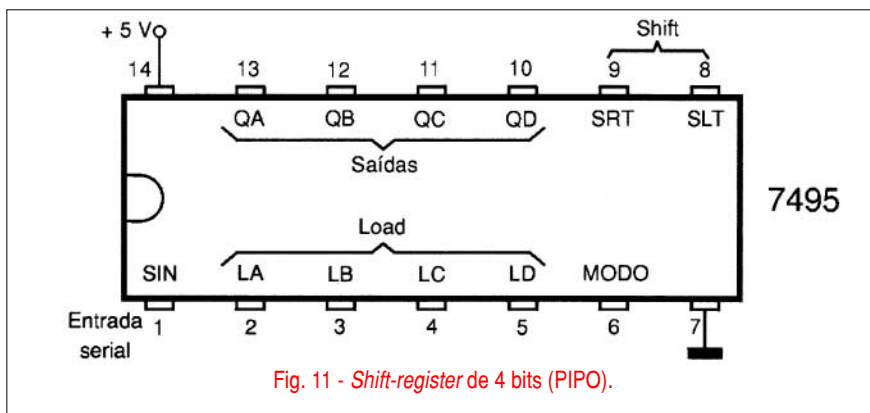 + 5 V
Shift
14 13 12 11 10 9 8
QA QB QC QD SRT SLT
Saídas
7495
Load
SIN LA LB LC LD MODO
Entrada
serial
1 2 3 4 5 6 7
Fig. 11 - Shift-register de 4 bits (PIPO).